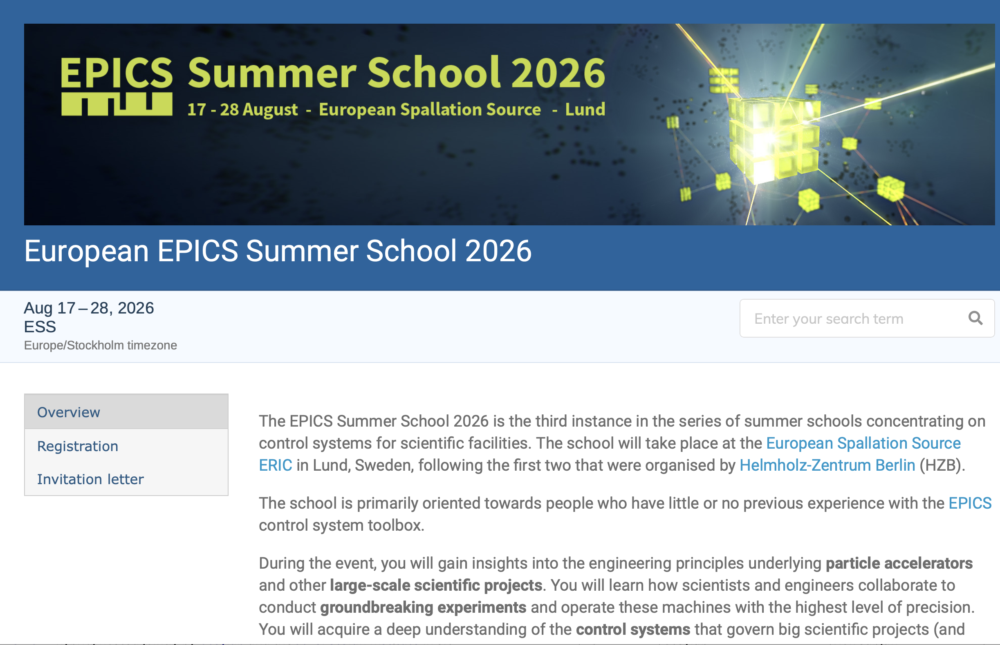 EPICS Summer School 2026
17 - 28 August - European Spallation Source - Lund
European EPICS Summer School 2026
Aug 17 – 28, 2026
ESS
Europe/Stockholm timezone
Enter your search term
Overview
Registration
Invitation letter
The EPICS Summer School 2026 is the third instance in the series of summer schools concentrating on
control systems for scientific facilities. The school will take place at the European Spallation Source
ERIC in Lund, Sweden, following the first two that were organised by Helmholz-Zentrum Berlin (HZB).
The school is primarily oriented towards people who have little or no previous experience with the EPICS
control system toolbox.
During the event, you will gain insights into the engineering principles underlying particle accelerators
and other large-scale scientific projects. You will learn how scientists and engineers collaborate to
conduct groundbreaking experiments and operate these machines with the highest level of precision.
You will acquire a deep understanding of the control systems that govern big scientific projects (and